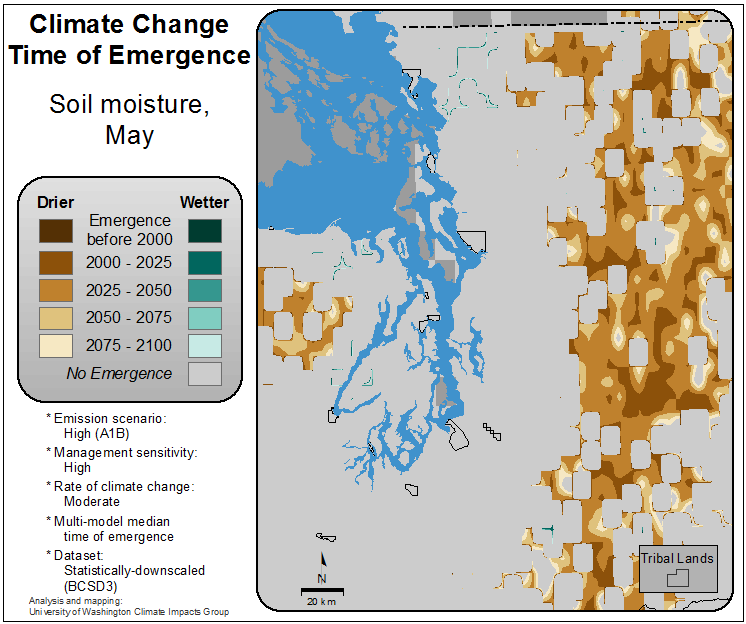 Climate Change
Time of Emergence
Soil moisture,
May
Drier
Wetter
Emergence
before 2000
2000 - 2025
2025 - 2050
2050 - 2075
2075 - 2100
No Emergence
* Emission scenario:
High (A1B)
* Management sensitivity:
High
* Rate of climate change:
Moderate
* Multi-model median
time of emergence
* Dataset:
Statistically-downscaled
(BCSD3)
Analysis and mapping:
University of Washington Climate Impacts Group
N
20 km
Tribal Lands